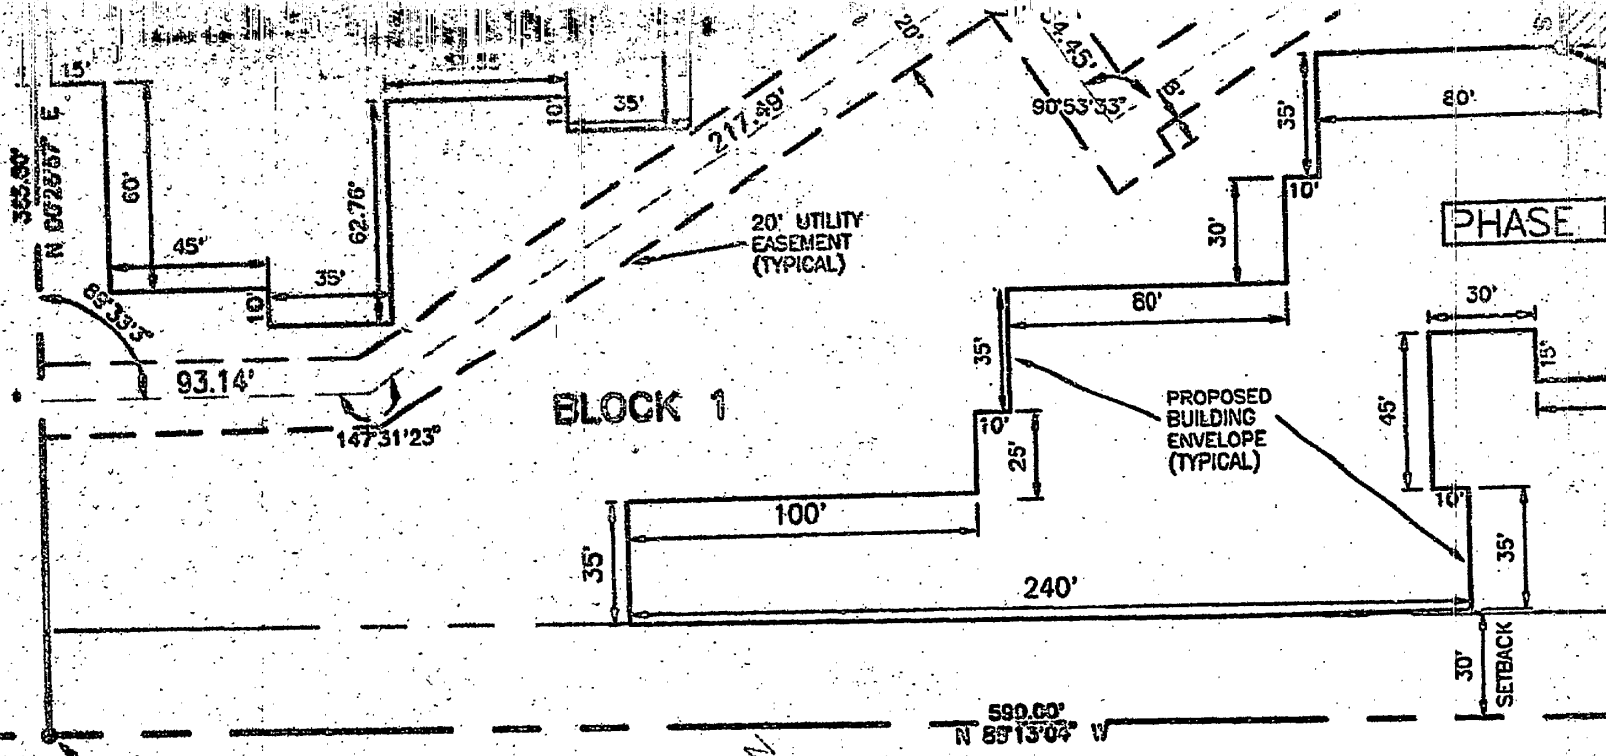 15'
20'
35'
10'
217.99'
90°53'33"
8'
35'
80'
60'
62.76'
10'
30'
20' UTILITY
EASEMENT
(TYPICAL)
PHASE
45'
35'
10'
80'
30'
35'
15'
93.14'
BLOCK 1
PROPOSED
BUILDING
ENVELOPE
(TYPICAL)
45'
147°31'23"
10'
25'
10'
100'
35'
35'
240'
30'
SETBACK
590.00'
N 89°13'04" W